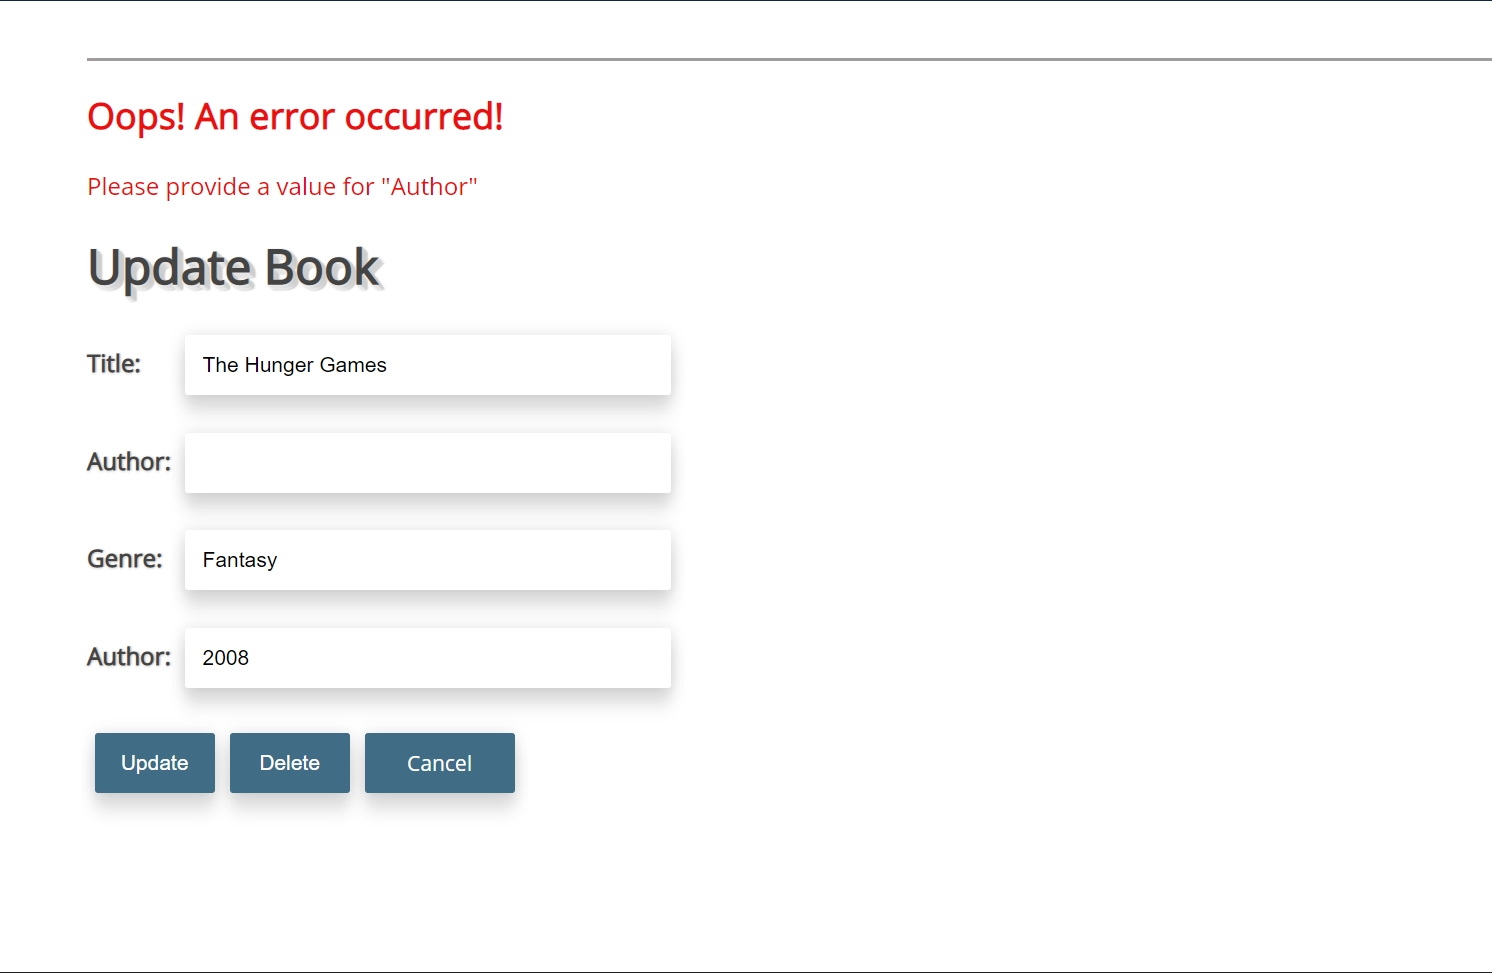 Oops! An error occurred!
Please provide a value for "Author"
Update Book
Title: The Hunger Games
Author:
Genre: Fantasy
Author: 2008
Update Delete Cancel